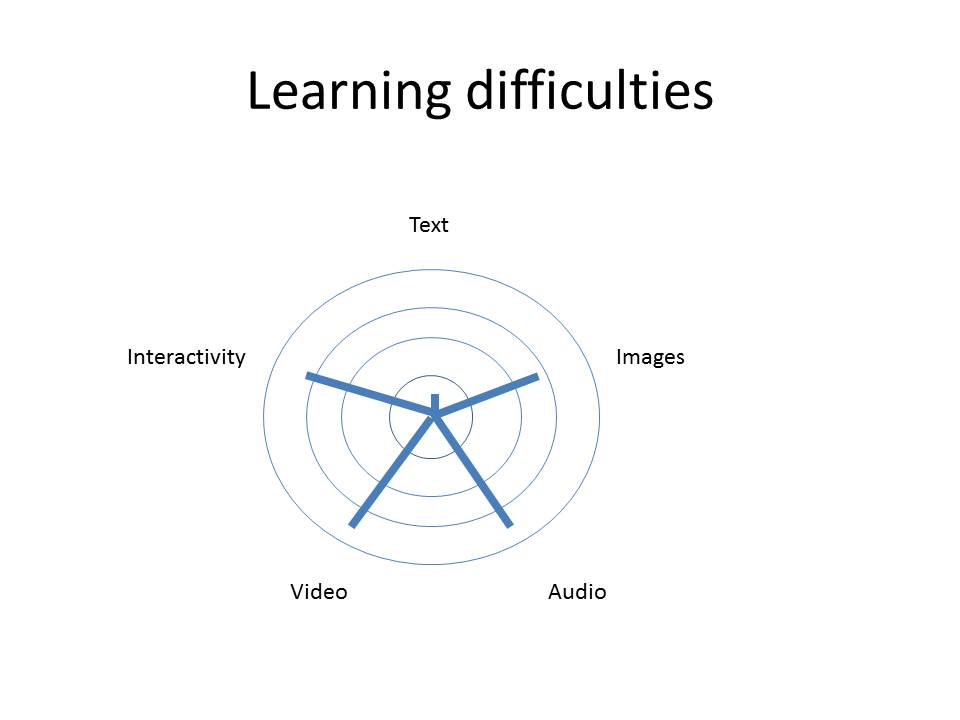 Learning difficulties
Text
Interactivity
Images
Video
Audio